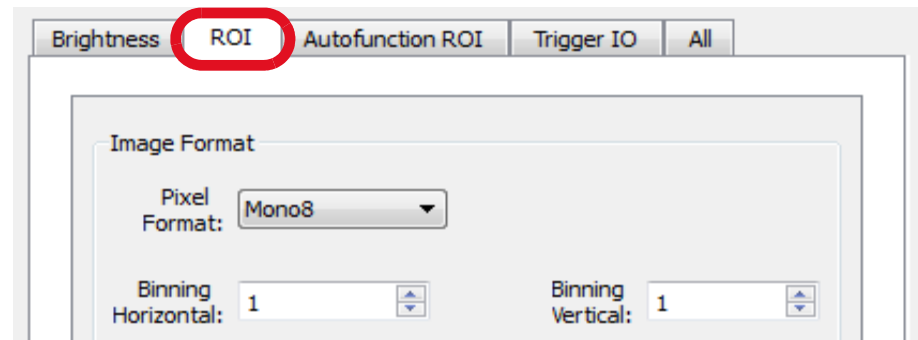 Brightness ROI Autofunction ROI Trigger IO All
Image Format
Pixel
Format: Mono8
Binning
Horizontal: 1
Binning
Vertical: 1